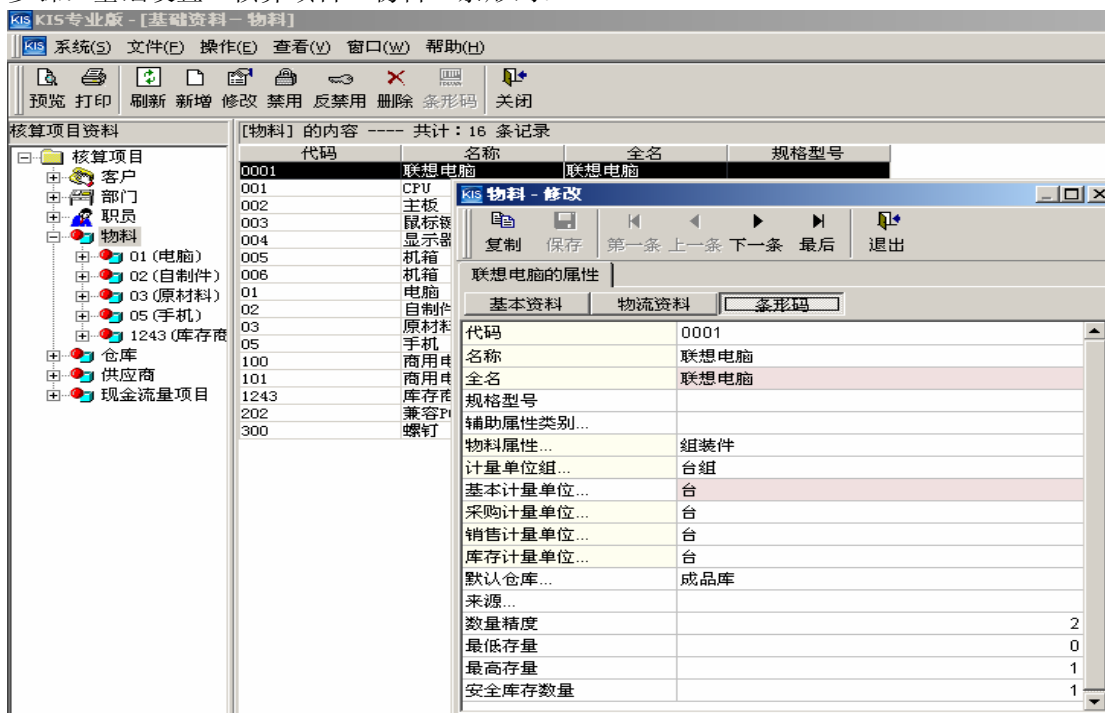 KIS KIS专业版 - [基础资料－物料]
KIS 系统(S) 文件(F) 操作(E) 查看(V) 窗口(W) 帮助(H)
预览 打印 刷新 新增 修改 禁用 反禁用 删除 条形码 关闭
核算项目资料
核算项目
客户
部门
职员
物料
01 (电脑)
02 (自制件)
03 (原材料)
05 (手机)
1243 (库存商
仓库
供应商
现金流量项目
[物料] 的内容 ---- 共计：16 条记录
代码 名称 全名 规格型号
0001 联想电脑 联想电脑
001 CPU
002 主板
003 鼠标键
004 显示器
005 机箱
006 机箱
01 电脑
02 自制件
03 原材料
05 手机
100 商用电
101 商用电
1243 库存商
202 兼容P
300 螺钉
KIS 物料 - 修改
复制 保存 第一条 上一条 下一条 最后 退出
联想电脑的属性
基本资料 物流资料 条形码
代码 0001
名称 联想电脑
全名 联想电脑
规格型号
辅助属性类别...
物料属性... 组装件
计量单位组... 台组
基本计量单位... 台
采购计量单位... 台
销售计量单位... 台
库存计量单位... 台
默认仓库... 成品库
来源...
数量精度 2
最低存量 0
最高存量 1
安全库存数量 1